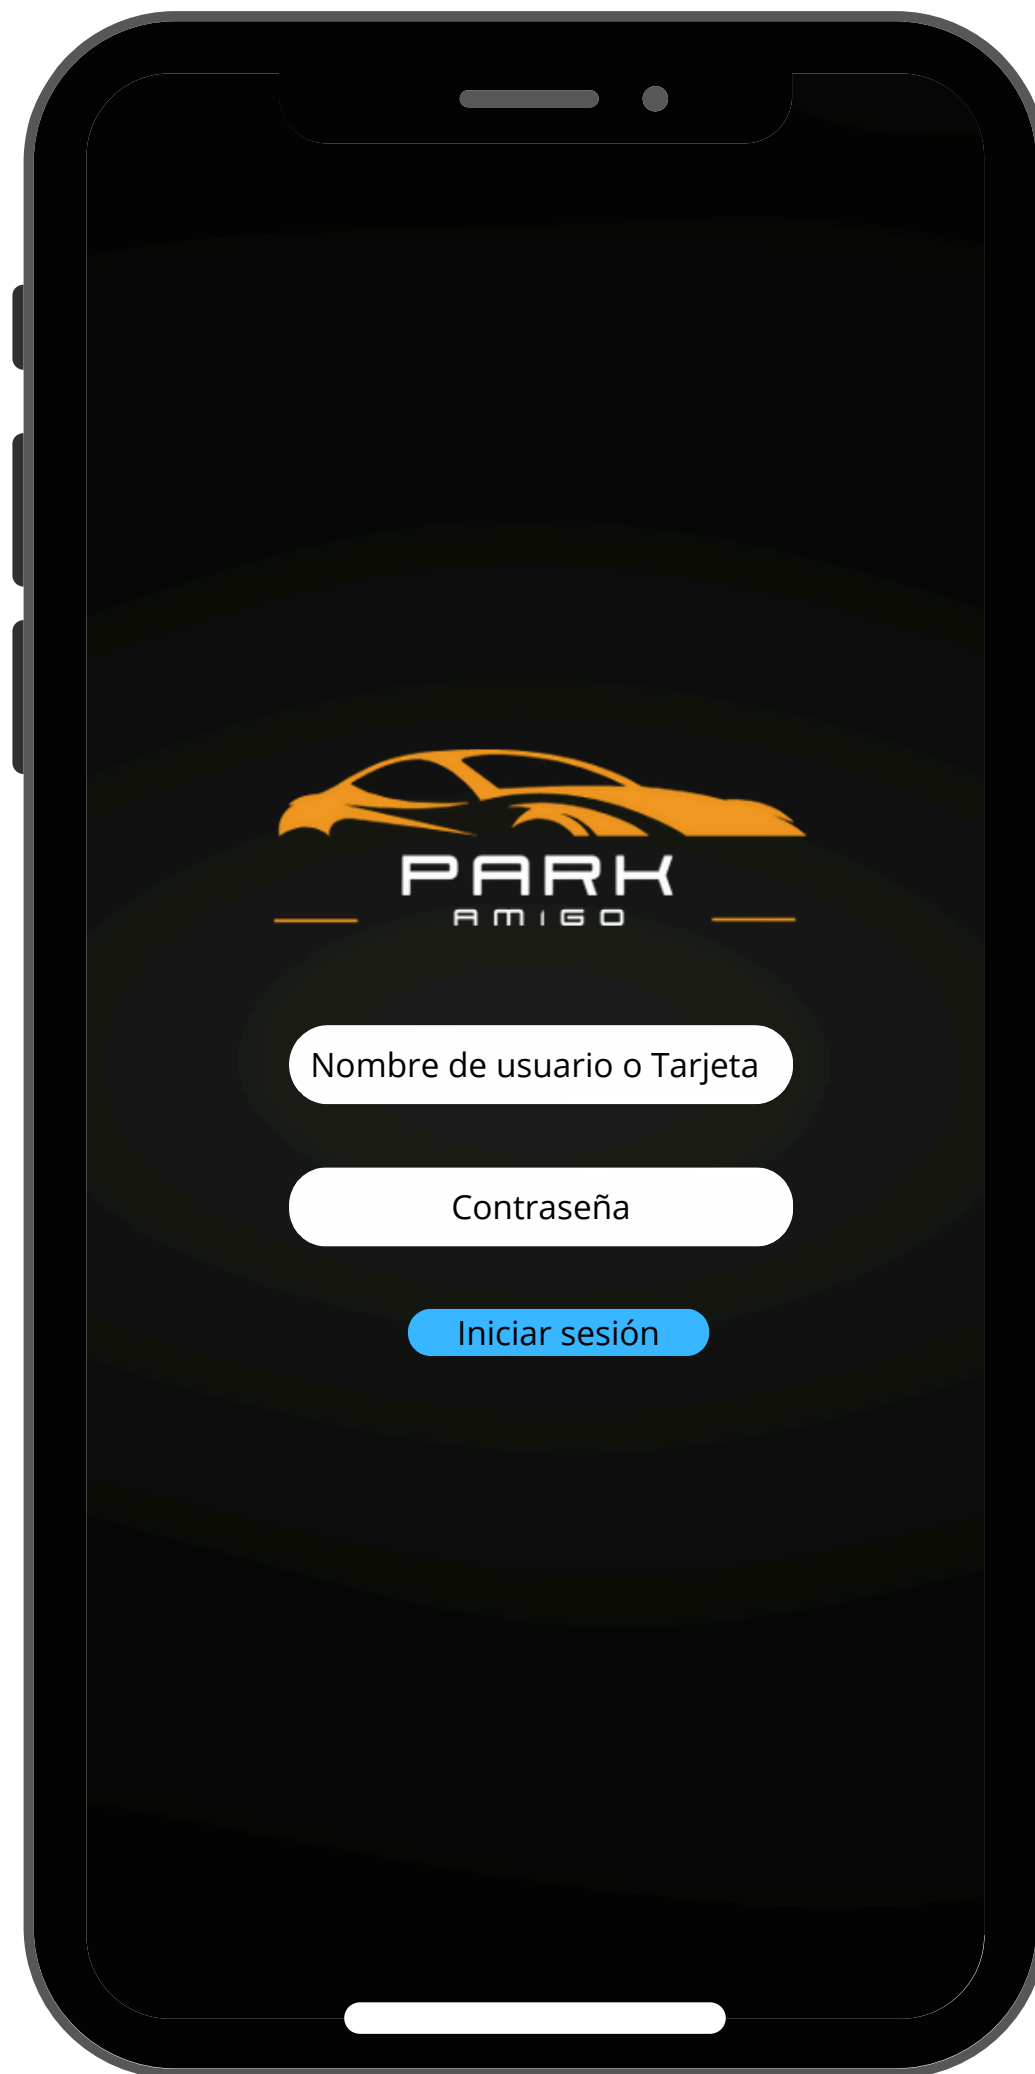 PARK
AMIGO
Nombre de usuario o Tarjeta
Contraseña
Iniciar sesión